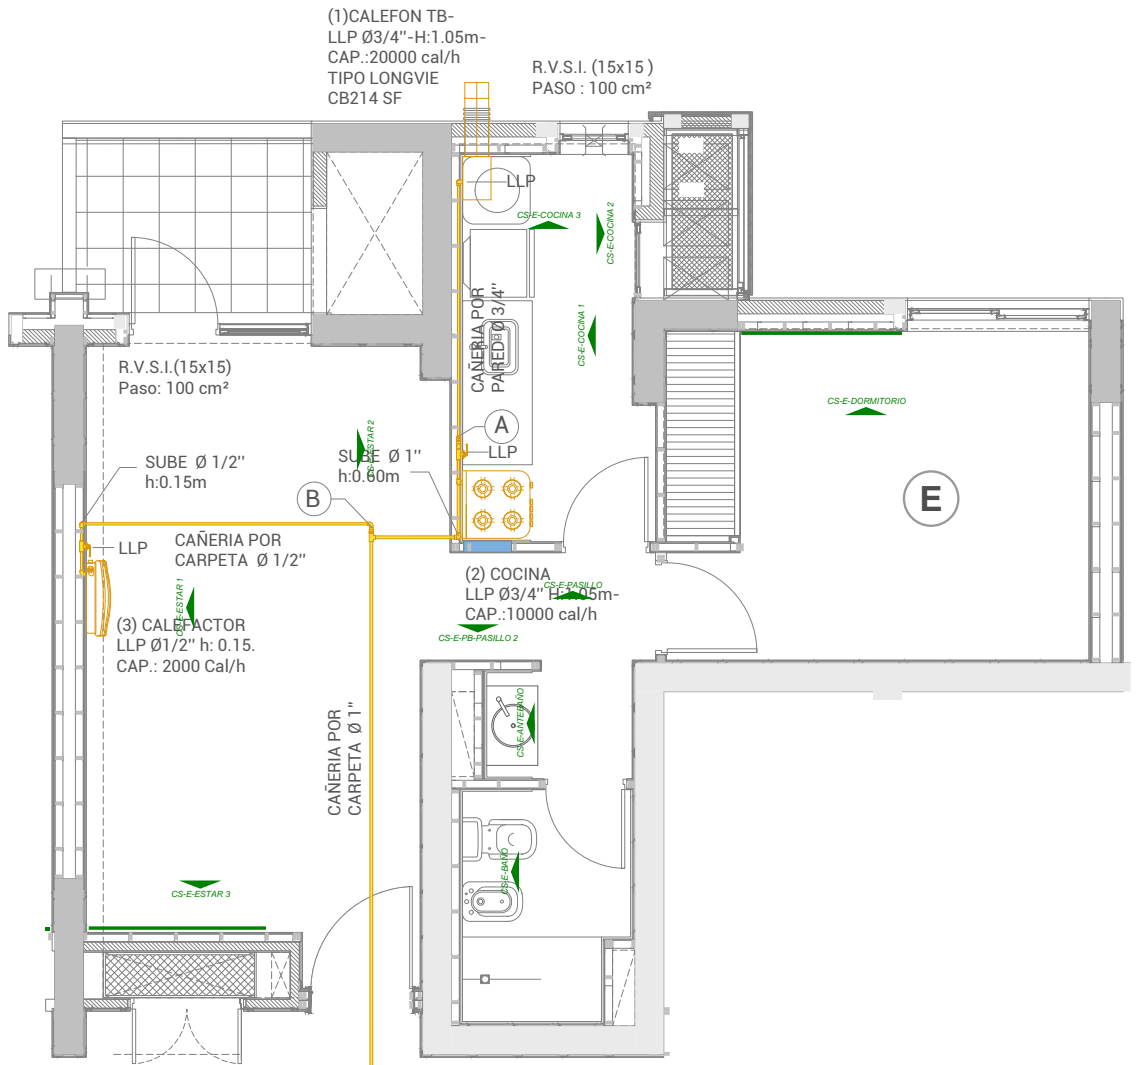 (1)CALEFON TB-
LLP Ø3/4"-H:1.05m-
CAP.:20000 cal/h
TIPO LONGVIE
CB214 SF
R.V.S.I. (15x15 )
PASO : 100 cm²
LLP
CS-E-COCINA 3
CS-E-COCINA 2
CAÑERIA POR
PARED Ø 3/4"
CS-E-COCINA 1
R.V.S.I.(15x15)
Paso: 100 cm²
CS-E-DORMITORIO
CS-E-ESTAR 2
A
LLP
SUBE Ø 1/2"
h:0.15m
SUBE Ø 1"
h:0.60m
B
E
LLP
CAÑERIA POR
CARPETA Ø 1/2"
(2) COCINA
LLP Ø3/4" H:1.05m-
CAP.:10000 cal/h
CS-E-PASILLO
CS-E-ESTAR 1
(3) CALEFACTOR
LLP Ø1/2" h: 0.15.
CAP.: 2000 Cal/h
CS-E-PB-PASILLO 2
CAÑERIA POR
CARPETA Ø 1"
CS-E-ANTEBAÑO
CS-E-BAÑO
CS-E-ESTAR 3